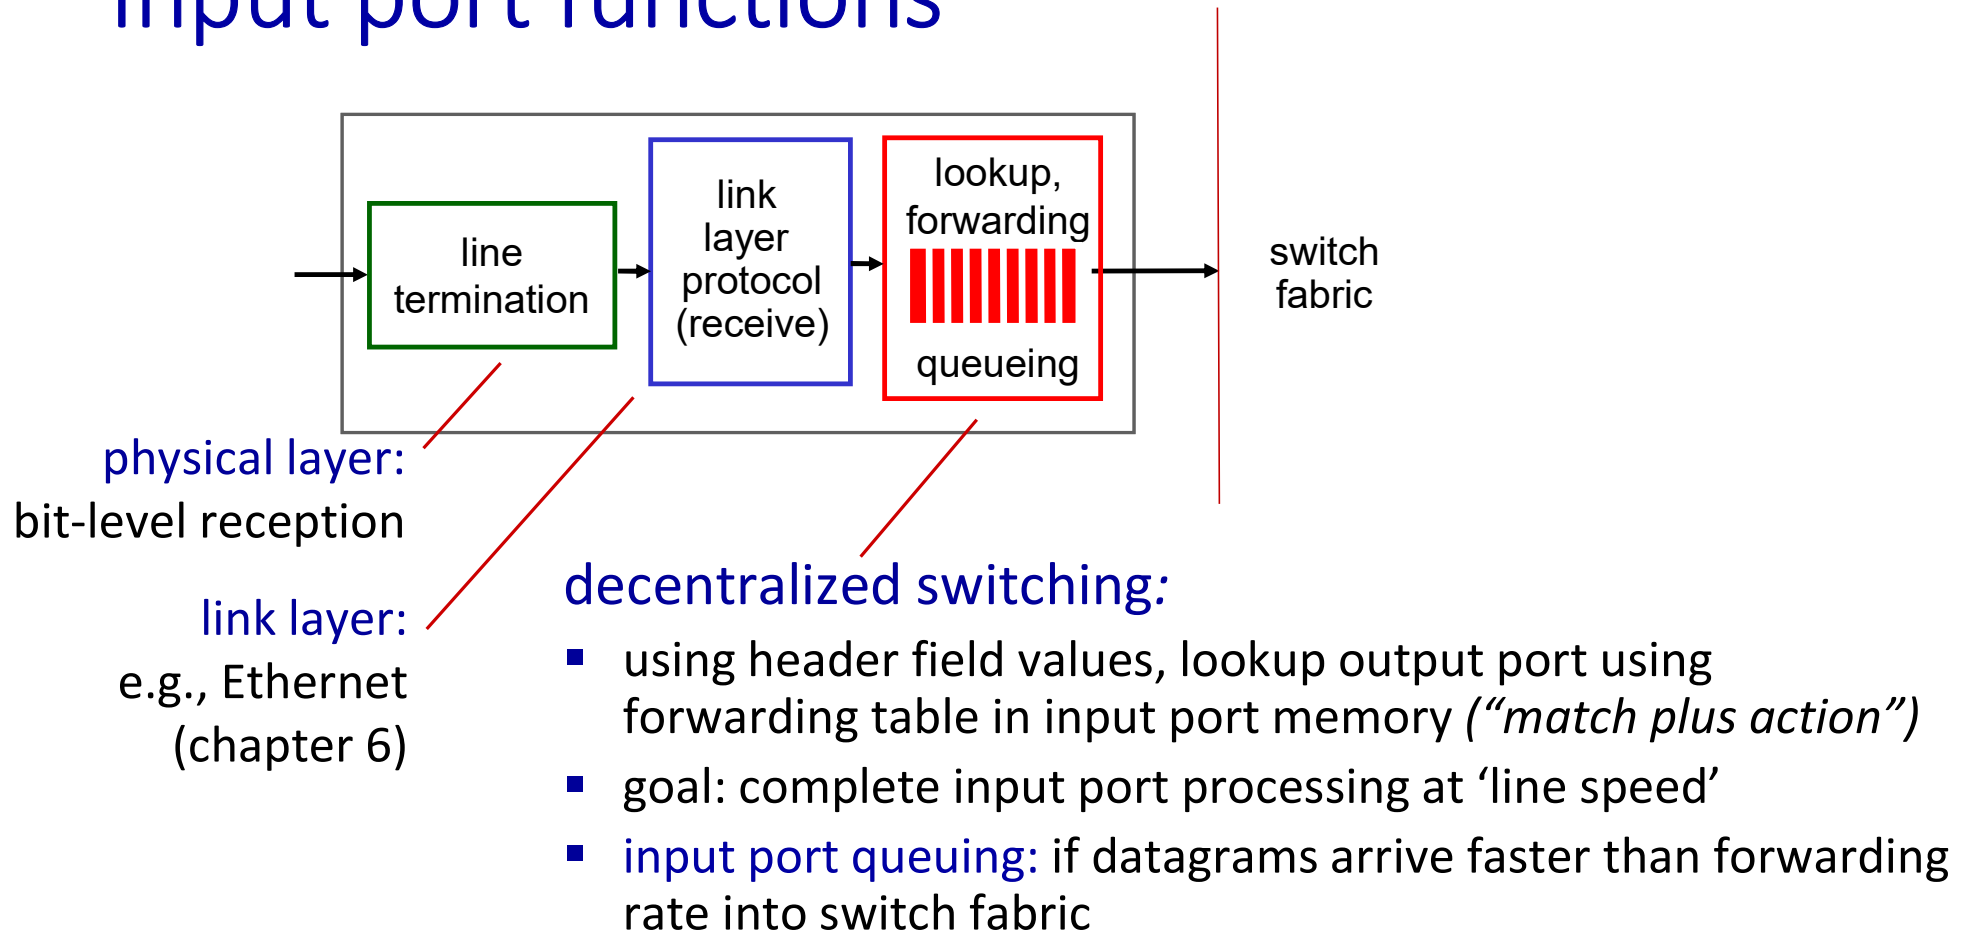 input port functions
line
termination
link
layer
protocol
(receive)
lookup,
forwarding
queueing
switch
fabric
physical layer:
bit-level reception
link layer:
e.g., Ethernet
(chapter 6)
decentralized switching:
using header field values, lookup output port using
forwarding table in input port memory (“match plus action”)
goal: complete input port processing at ‘line speed’
input port queuing: if datagrams arrive faster than forwarding
rate into switch fabric